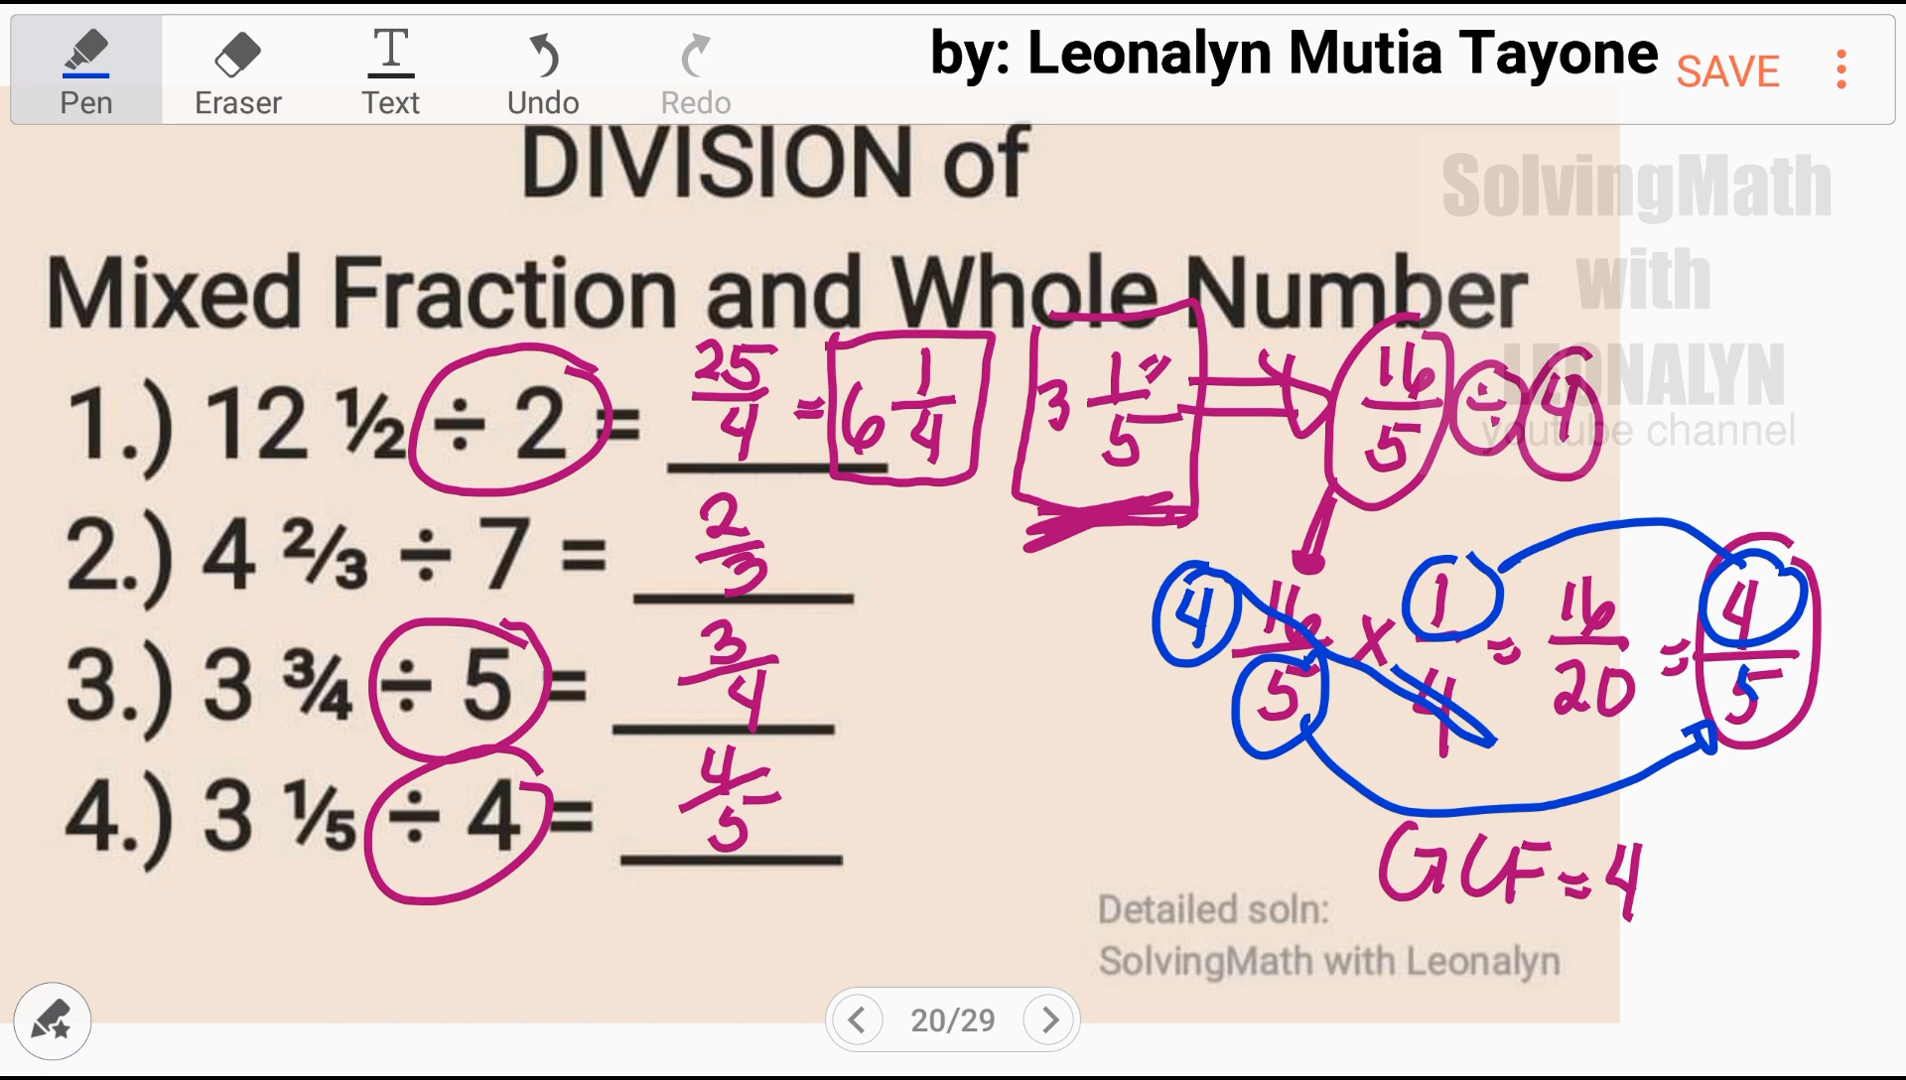 by: Leonalyn Mutia Tayone
Pen Eraser Text Undo Redo SAVE
DIVISION of
Mixed Fraction and Whole Number
SolvingMath
with
LEONALYN
youtube channel
1.) 12 ½ ÷ 2 = 25/4 = 6 1/4
3 1/5 16/5 ÷ 4
2.) 4 ⅔ ÷ 7 = 2/3
4 16/5 x 1/4 = 16/20 = 4/5
3.) 3 ¾ ÷ 5 = 3/4
4.) 3 ⅕ ÷ 4 = 4/5
GCF = 4
Detailed soln:
SolvingMath with Leonalyn
20/29